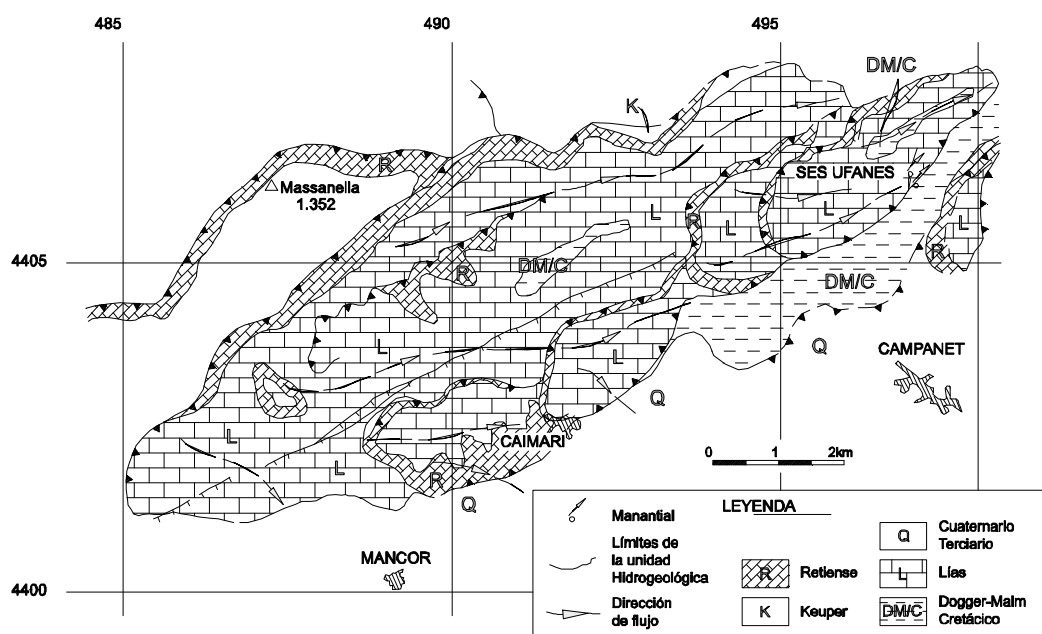 485
490
495
DM/C
K
R
Massanella
1.352
SES UFANES
L
L
R
L
L
4405
R
DM/C
R
DM/C
L
L
Q
CAMPANET
Q
L
CAIMARI
0 1 2km
L
R
Q
MANCOR
4400
LEYENDA
Manantial
Límites de
la unidad
Hidrogeológica
Dirección
de flujo
R Retiense
K Keuper
Q Cuaternario
Terciario
L Lías
DM/C Dogger-Malm
Cretácico